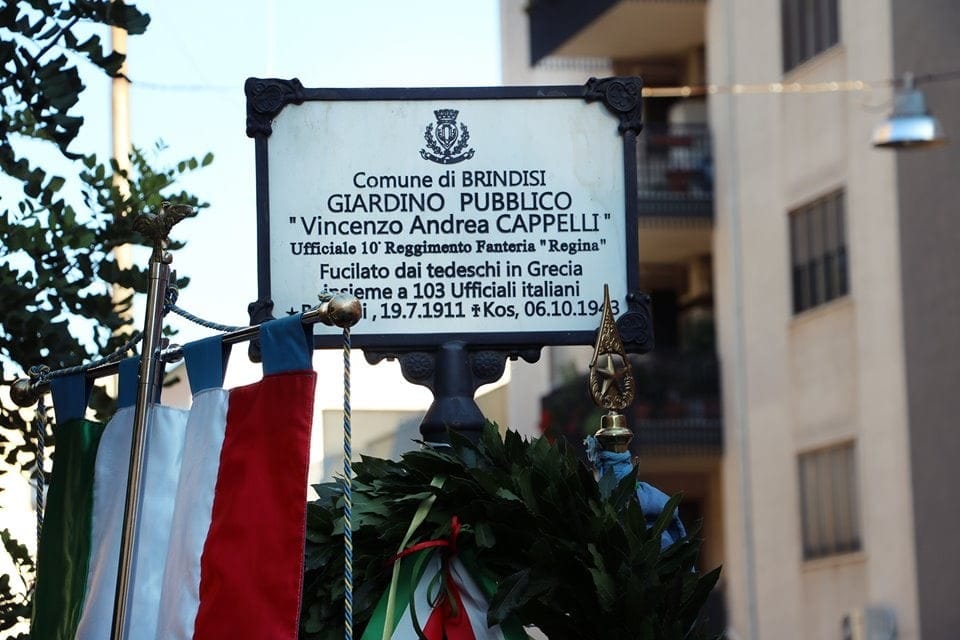 Comune di BRINDISI
GIARDINO PUBBLICO
"Vincenzo Andrea CAPPELLI"
Ufficiale 10° Reggimento Fanteria "Regina"
Fucilato dai tedeschi in Grecia
insieme a 103 Ufficiali italiani
, 19.7.1911 ✝Kos, 06.10.1943